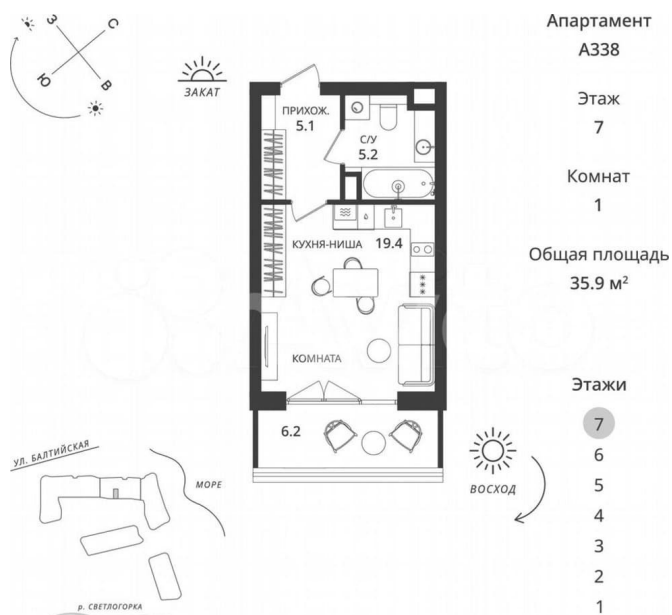 З
С
Ю
В
ЗАКАТ
ПРИХОЖ.
5.1
С/У
5.2
КУХНЯ-НИША 19.4
КОМНАТА
6.2
ВОСХОД
УЛ. БАЛТИЙСКАЯ
МОРЕ
р. СВЕТЛОГОРКА
Апартамент
А338
Этаж
7
Комнат
1
Общая площадь
35.9 м²
Этажи
7
6
5
4
3
2
1